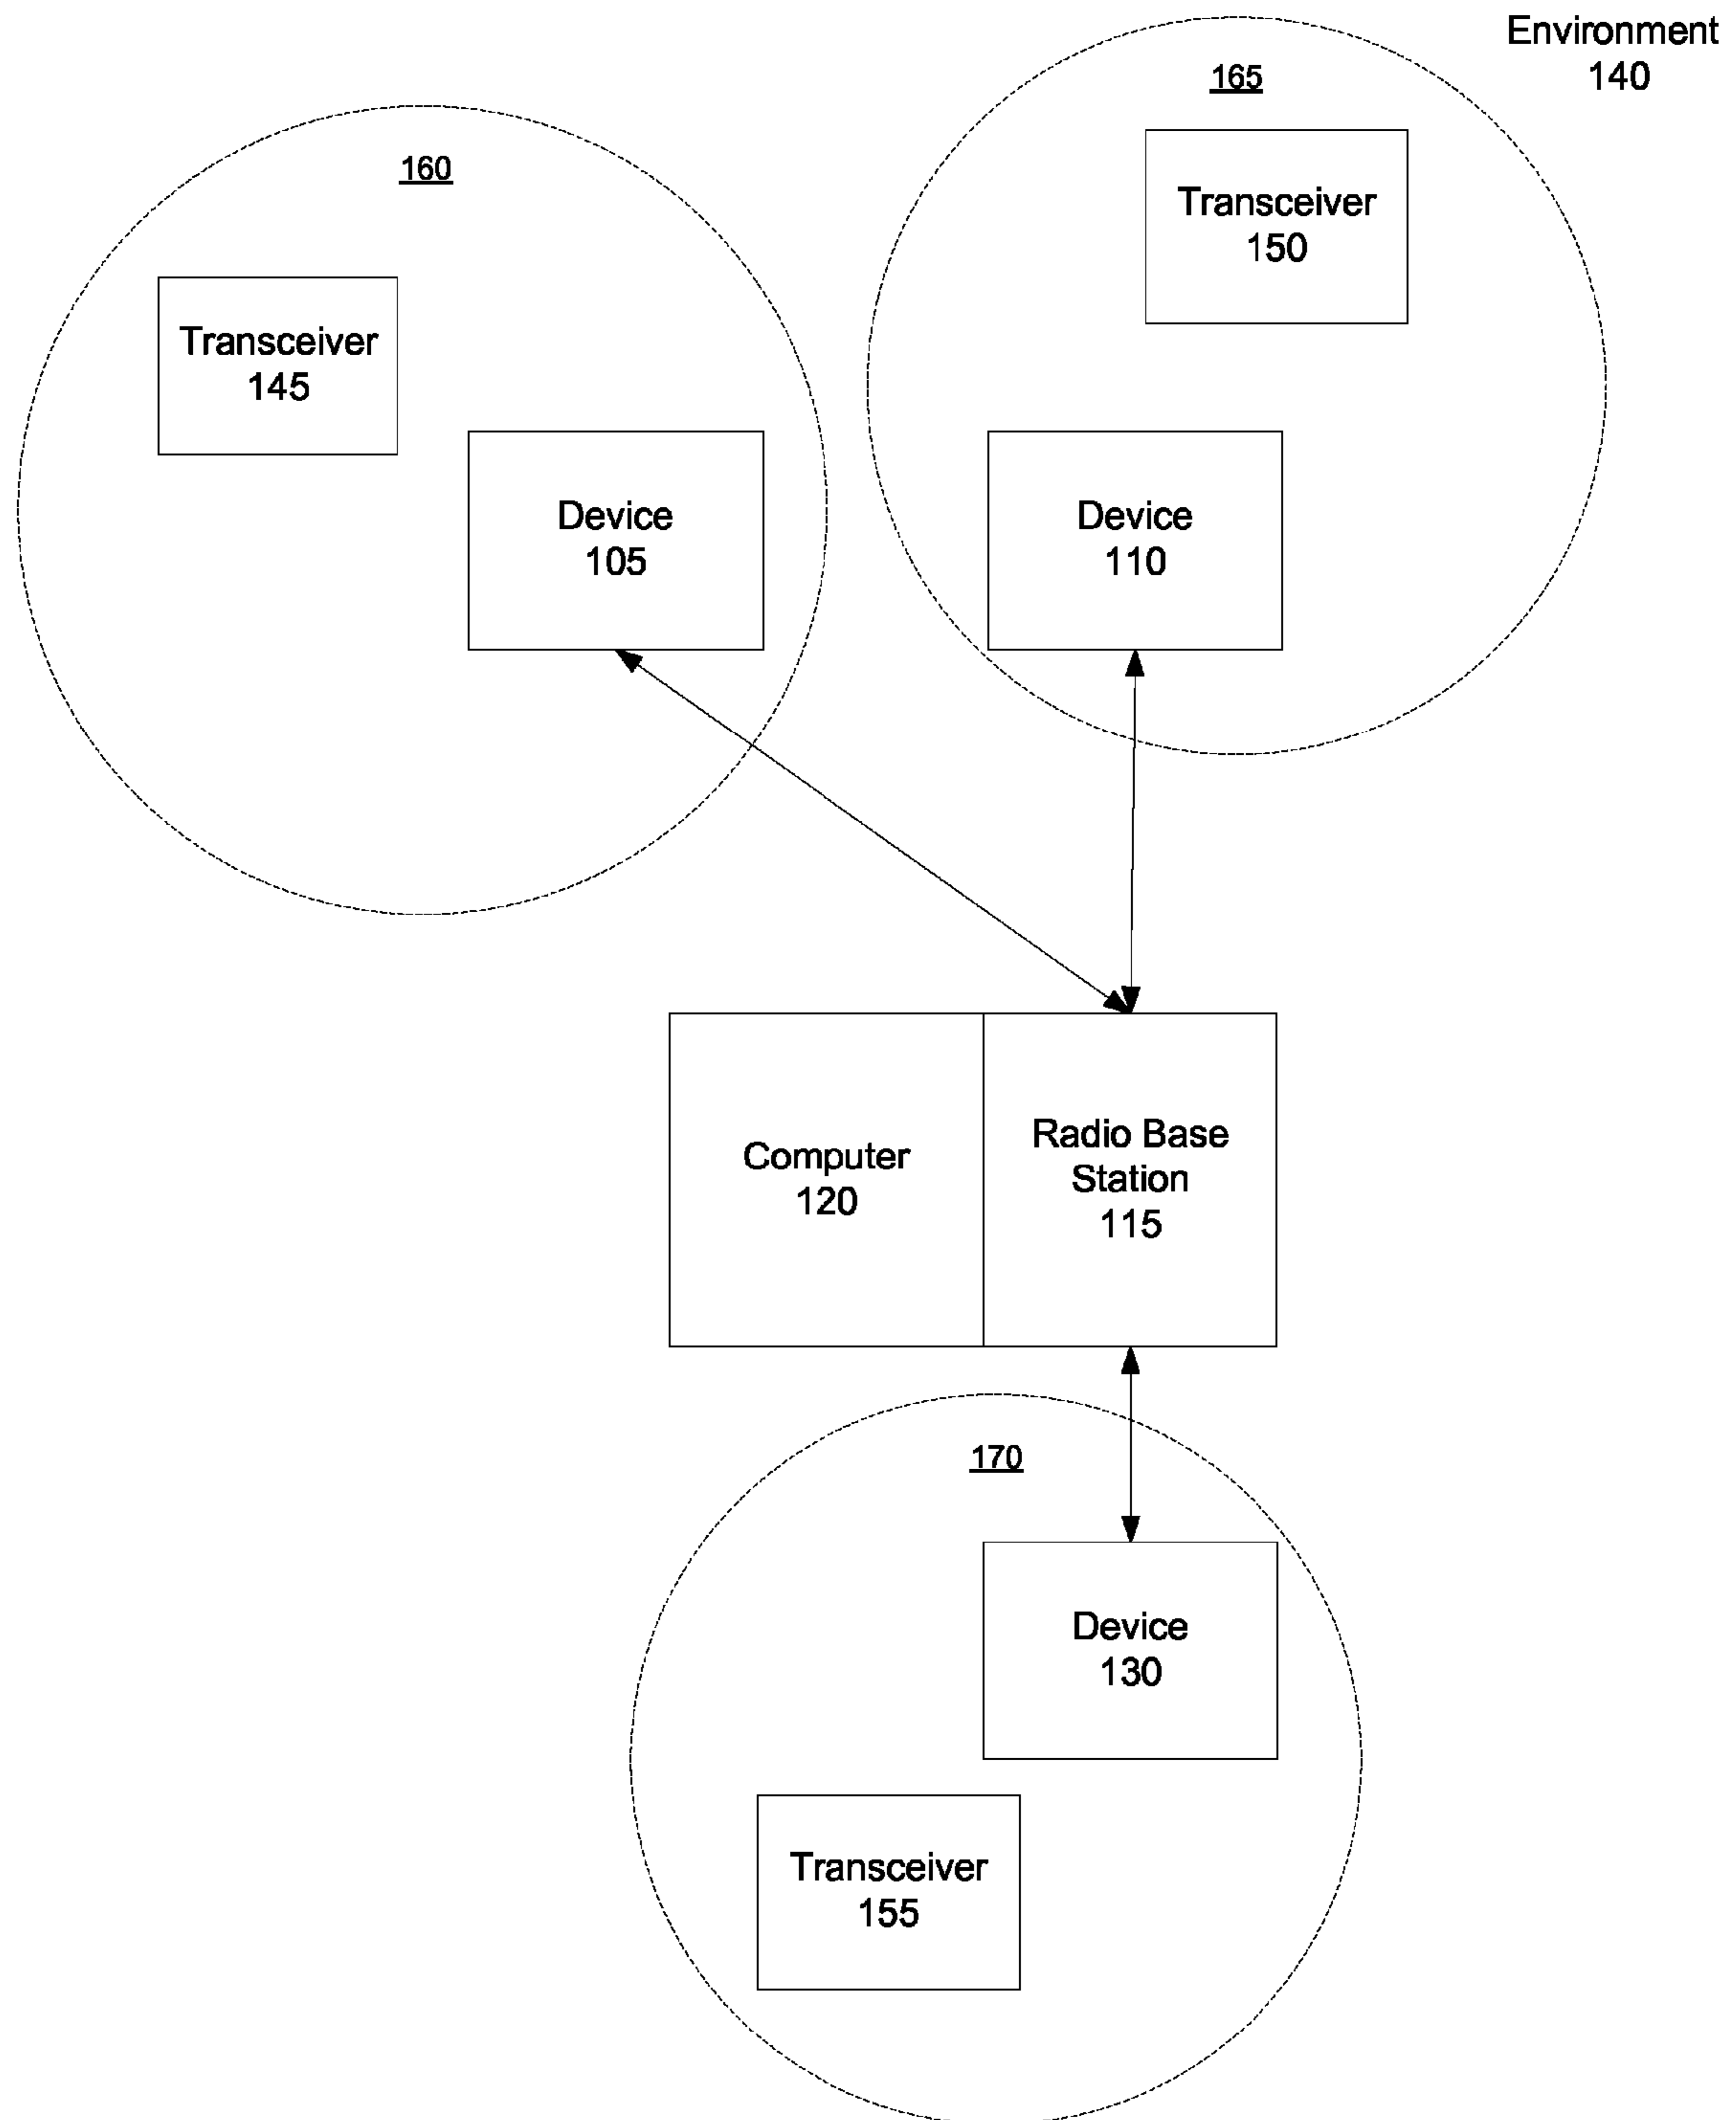 Environment
140
165
160
Transceiver
150
Transceiver
145
Device
105
Device
110
Computer
120
Radio Base
Station
115
170
Device
130
Transceiver
155